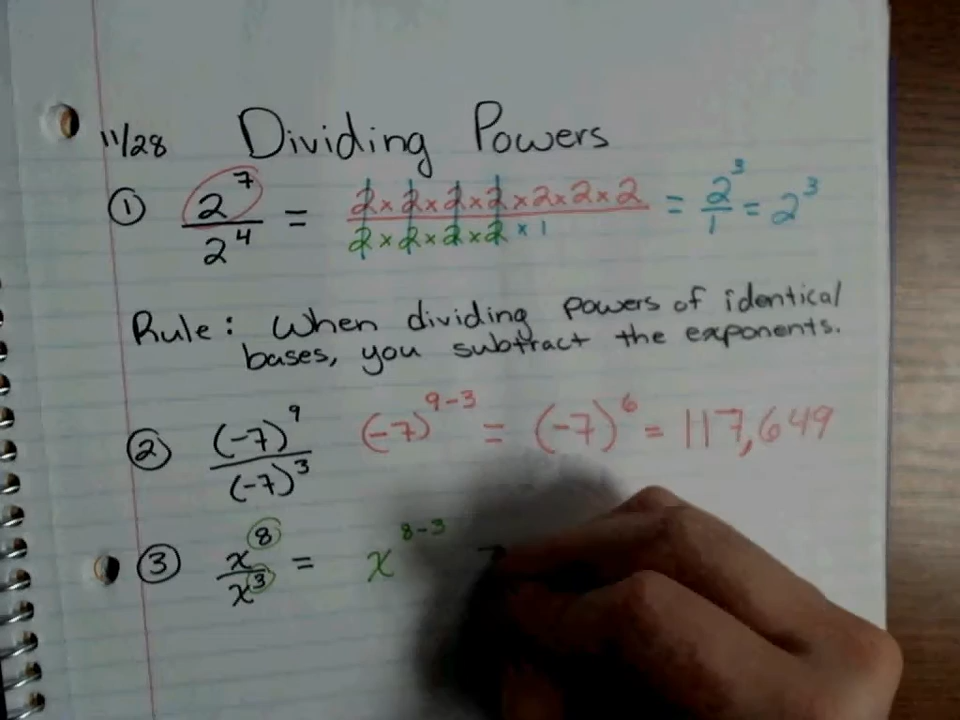 11/28 Dividing Powers
① 2^7/2^4 = 2×2×2×2×2×2×2/2×2×2×2×1 = 2^3/1 = 2^3
Rule: When dividing powers of identical
bases, you subtract the exponents.
② (-7)^9/(-7)^3 (-7)^9-3 = (-7)^6 = 117,649
③ x^8/x^3 = x^8-3